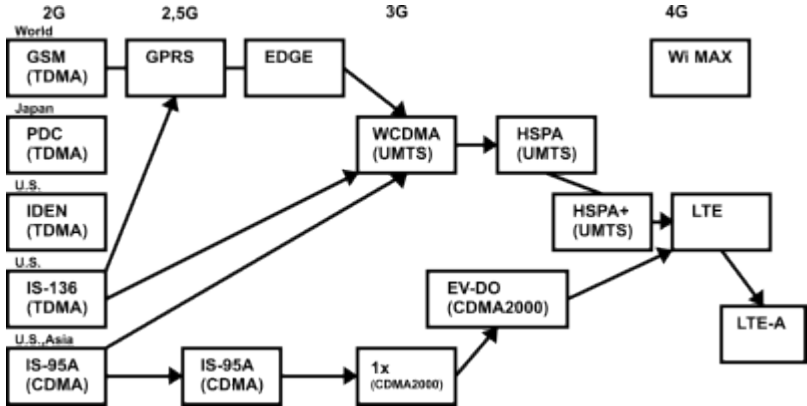 2G 2,5G 3G 4G
World
GSM
(TDMA)
GPRS
EDGE
Wi MAX
Japan
PDC
(TDMA)
WCDMA
(UMTS)
HSPA
(UMTS)
U.S.
IDEN
(TDMA)
HSPA+
(UMTS)
LTE
U.S.
IS-136
(TDMA)
EV-DO
(CDMA2000)
LTE-A
U.S.,Asia
IS-95A
(CDMA)
IS-95A
(CDMA)
1x
(CDMA2000)